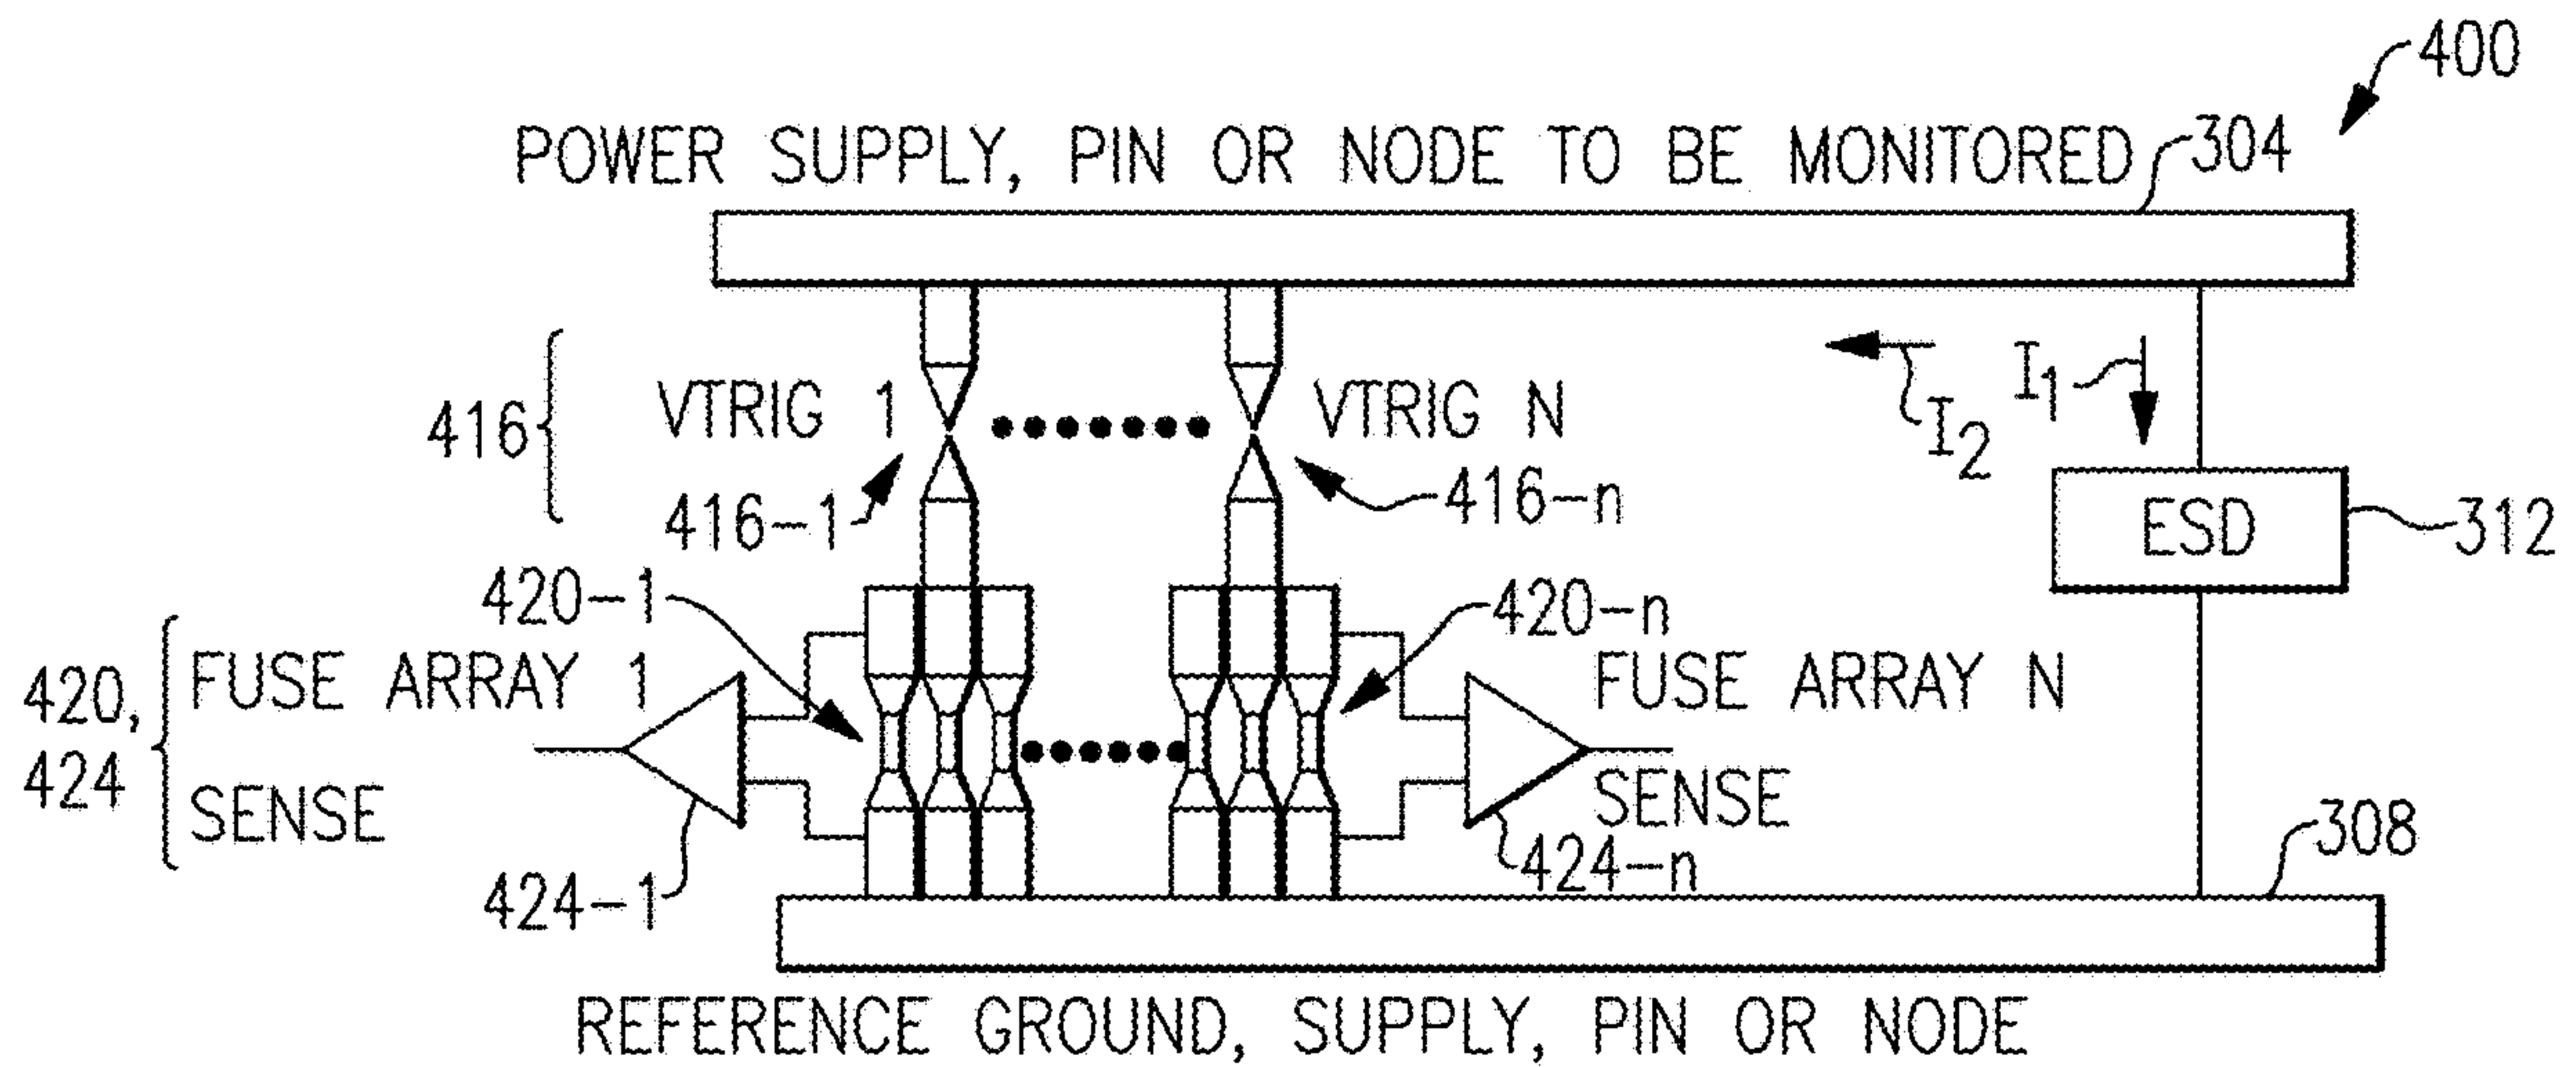 400
POWER SUPPLY, PIN OR NODE TO BE MONITORED
304
416
VTRIG 1
VTRIG N
I1
I2
416-1
416-n
ESD
312
420-1
420-n
420,
424
FUSE ARRAY 1
SENSE
FUSE ARRAY N
SENSE
424-1
424-n
308
REFERENCE GROUND, SUPPLY, PIN OR NODE